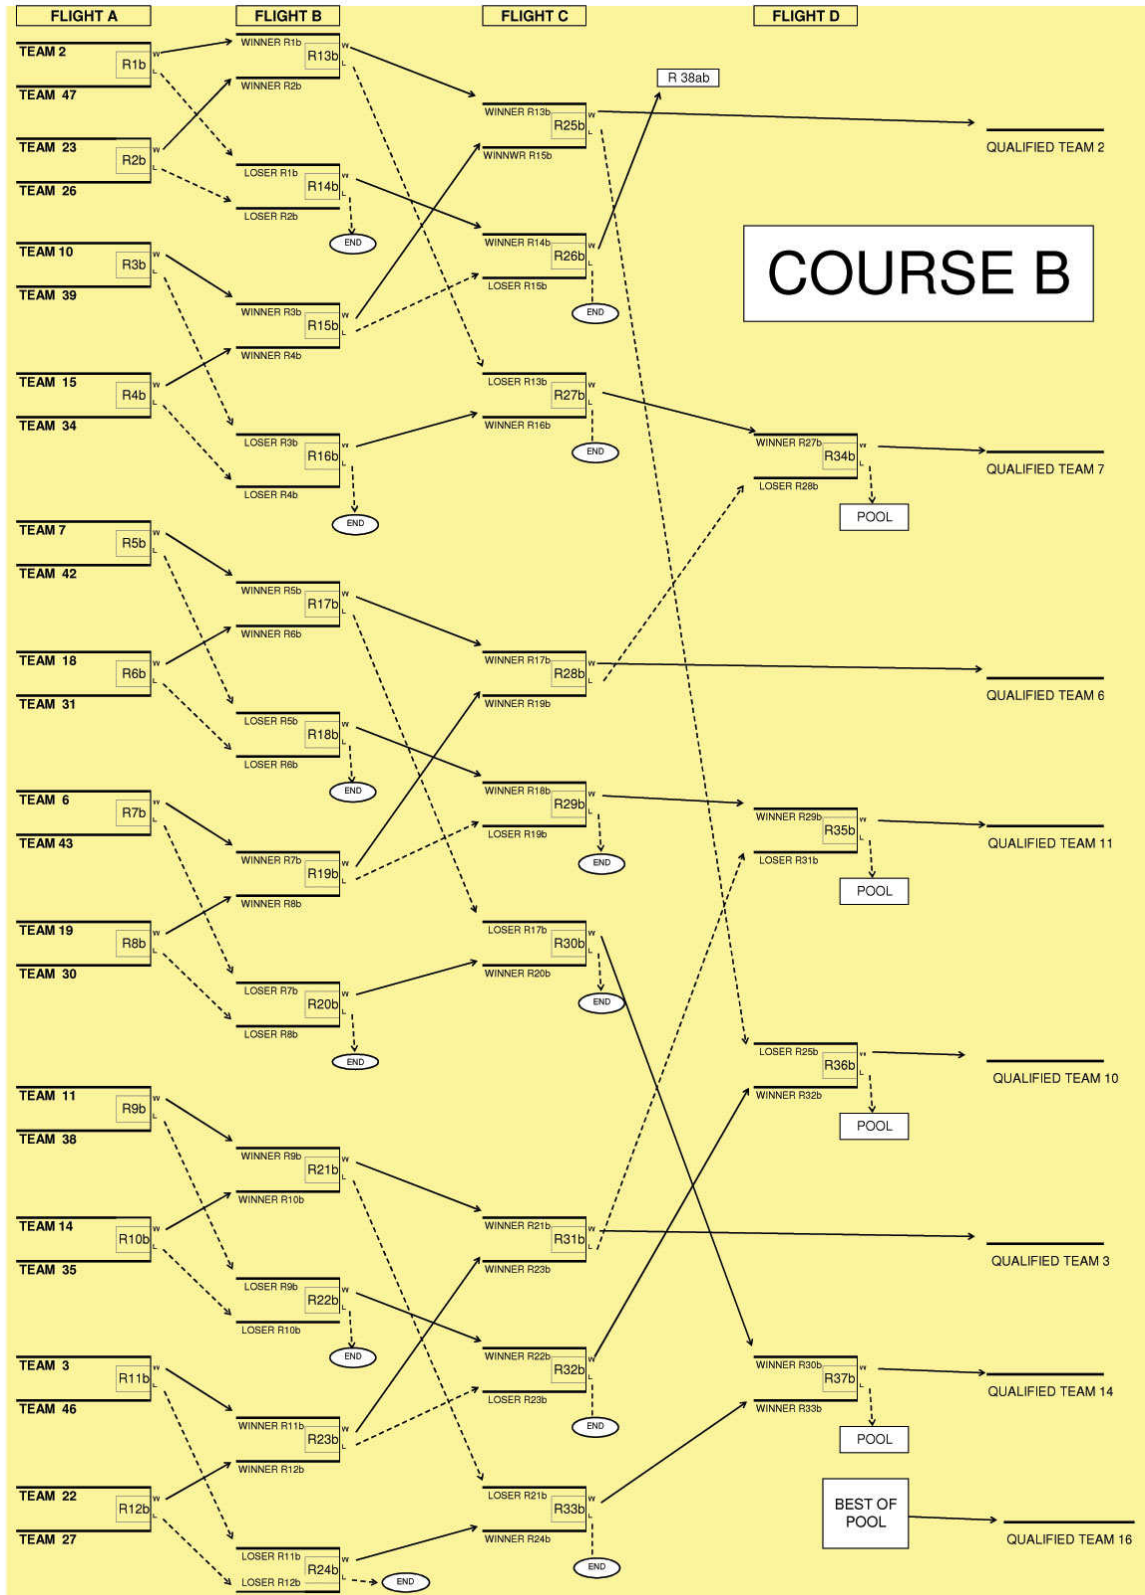 FLIGHT A
FLIGHT B
FLIGHT C
FLIGHT D
TEAM 2
R1b
W
L
TEAM 47
TEAM 23
R2b
W
L
TEAM 26
TEAM 10
R3b
W
L
TEAM 39
TEAM 15
R4b
W
L
TEAM 34
TEAM 7
R5b
W
L
TEAM 42
TEAM 18
R6b
W
L
TEAM 31
TEAM 6
R7b
W
L
TEAM 43
TEAM 19
R8b
W
L
TEAM 30
TEAM 11
R9b
W
L
TEAM 38
TEAM 14
R10b
W
L
TEAM 35
TEAM 3
R11b
W
L
TEAM 46
TEAM 22
R12b
W
L
TEAM 27
WINNER R1b
R13b
W
L
WINNER R2b
LOSER R1b
R14b
W
L
LOSER R2b
END
WINNER R3b
R15b
W
L
WINNER R4b
LOSER R3b
R16b
W
L
LOSER R4b
END
WINNER R5b
R17b
W
L
WINNER R6b
LOSER R5b
R18b
W
L
LOSER R6b
END
WINNER R7b
R19b
W
L
WINNER R8b
LOSER R7b
R20b
W
L
LOSER R8b
END
WINNER R9b
R21b
W
L
WINNER R10b
LOSER R9b
R22b
W
L
LOSER R10b
END
WINNER R11b
R23b
W
L
WINNER R12b
LOSER R11b
R24b
W
L
LOSER R12b
END
R 38ab
WINNER R13b
R25b
W
L
WINNWR R15b
WINNER R14b
R26b
W
L
LOSER R15b
END
LOSER R13b
R27b
W
L
WINNER R16b
END
WINNER R17b
R28b
W
L
WINNER R19b
WINNER R18b
R29b
W
L
LOSER R19b
END
LOSER R17b
R30b
W
L
WINNER R20b
END
WINNER R21b
R31b
W
L
WINNER R23b
WINNER R22b
R32b
W
L
LOSER R23b
END
LOSER R21b
R33b
W
L
WINNER R24b
END
COURSE B
WINNER R27b
R34b
W
L
LOSER R28b
POOL
WINNER R29b
R35b
W
L
LOSER R31b
POOL
LOSER R25b
R36b
W
L
WINNER R32b
POOL
WINNER R30b
R37b
W
L
WINNER R33b
POOL
BEST OF
POOL
QUALIFIED TEAM 2
QUALIFIED TEAM 7
QUALIFIED TEAM 6
QUALIFIED TEAM 11
QUALIFIED TEAM 10
QUALIFIED TEAM 3
QUALIFIED TEAM 14
QUALIFIED TEAM 16